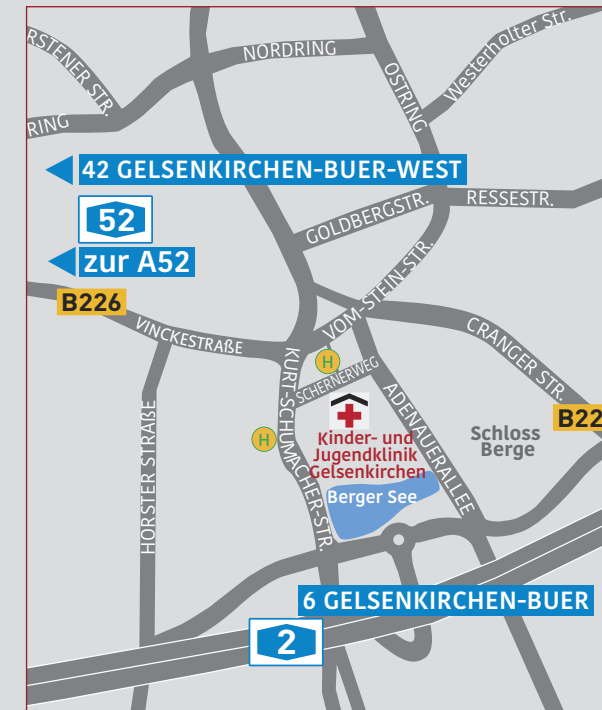 RSTENER STR.
NORDRING
OSTRING
Westerholter Str.
RING
42 GELSENKIRCHEN-BUER-WEST
52
zur A52
GOLDBERGSTR.
RESSESTR.
B226
VINCKESTRAßE
VOM-STEIN-STR.
CRANGER STR.
H
SCHERNERWEG
KURT-SCHUMACHER-STR.
ADENAUERALLEE
HORSTER STRAßE
H
B22
Kinder- und
Jugendklinik
Gelsenkirchen
Schloss
Berge
Berger See
6 GELSENKIRCHEN-BUER
2